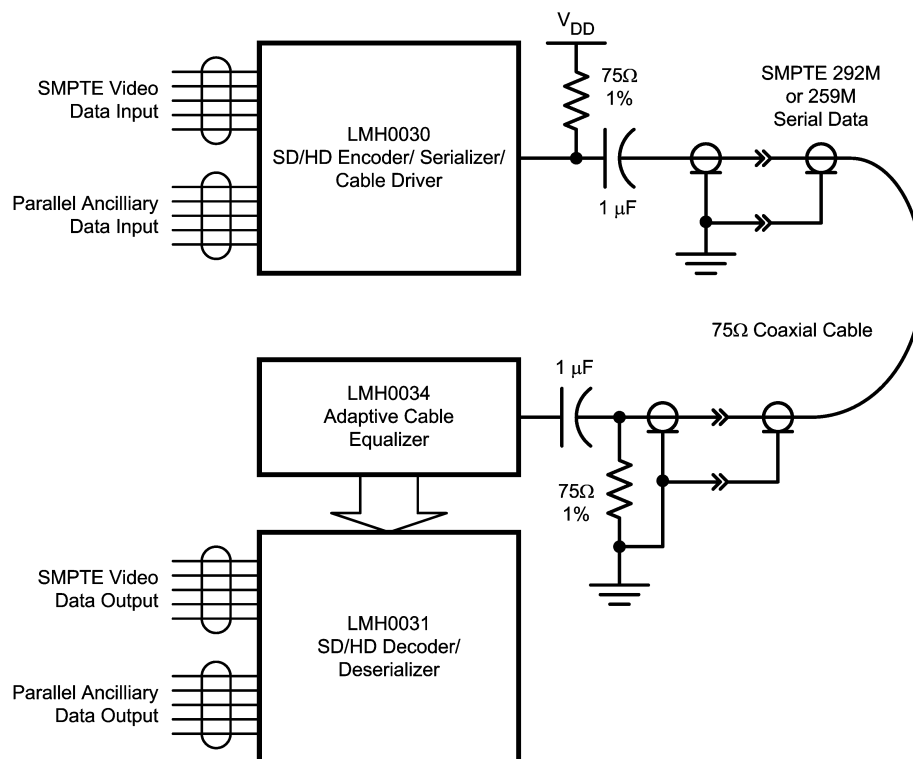 V_DD
SMPTE Video
Data Input
Parallel Ancilliary
Data Input
LMH0030
SD/HD Encoder/ Serializer/
Cable Driver
75Ω
1%
1 μF
SMPTE 292M
or 259M
Serial Data
75Ω Coaxial Cable
LMH0034
Adaptive Cable
Equalizer
1 μF
75Ω
1%
SMPTE Video
Data Output
Parallel Ancilliary
Data Output
LMH0031
SD/HD Decoder/
Deserializer